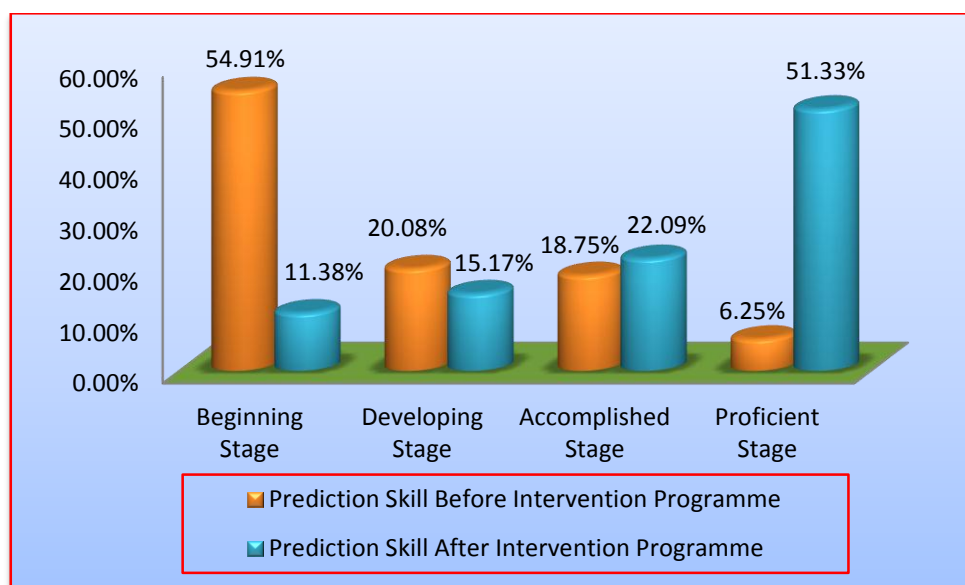 54.91%
51.33%
60.00%
50.00%
40.00%
30.00%
20.08%
22.09%
18.75%
15.17%
20.00%
11.38%
6.25%
10.00%
0.00%
Beginning Stage
Developing Stage
Accomplished Stage
Proficient Stage
Prediction Skill Before Intervention Programme
Prediction Skill After Intervention Programme